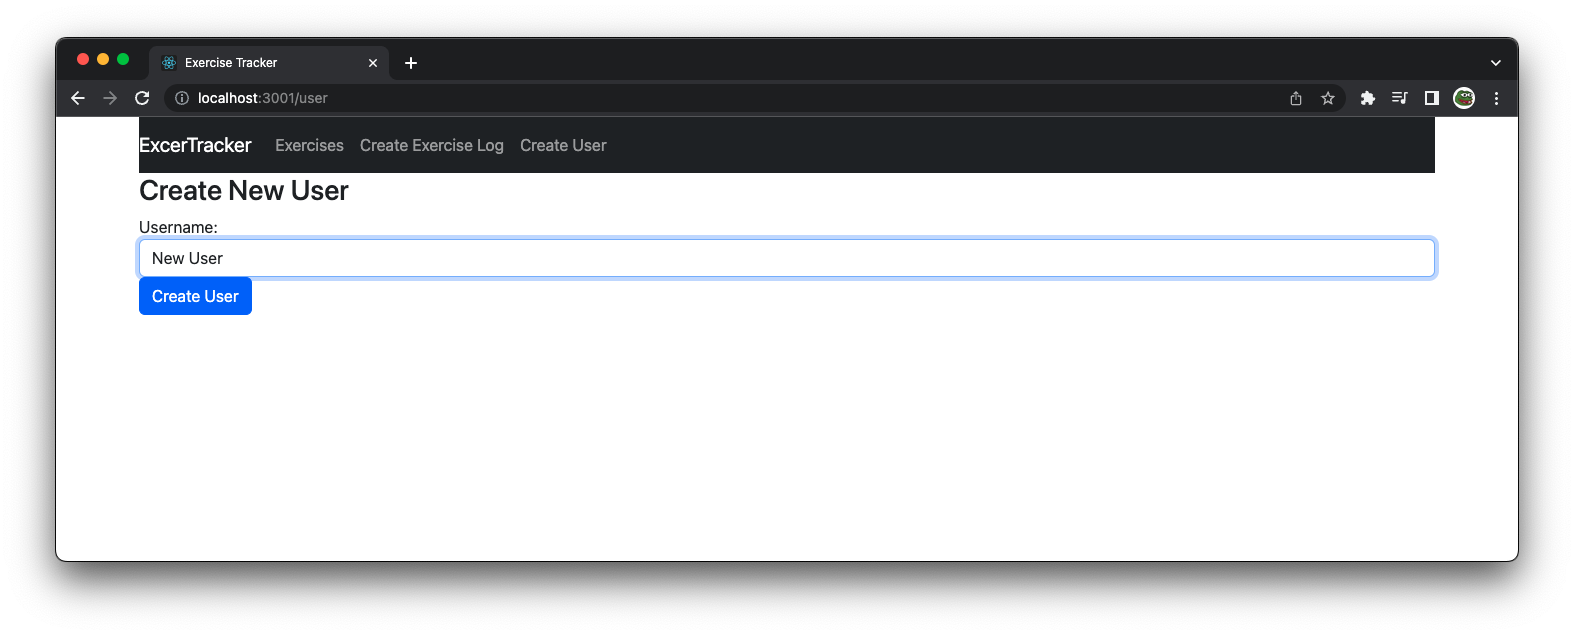 Exercise Tracker
localhost:3001/user
ExcerTracker Exercises Create Exercise Log Create User
Create New User
Username:
New User
Create User